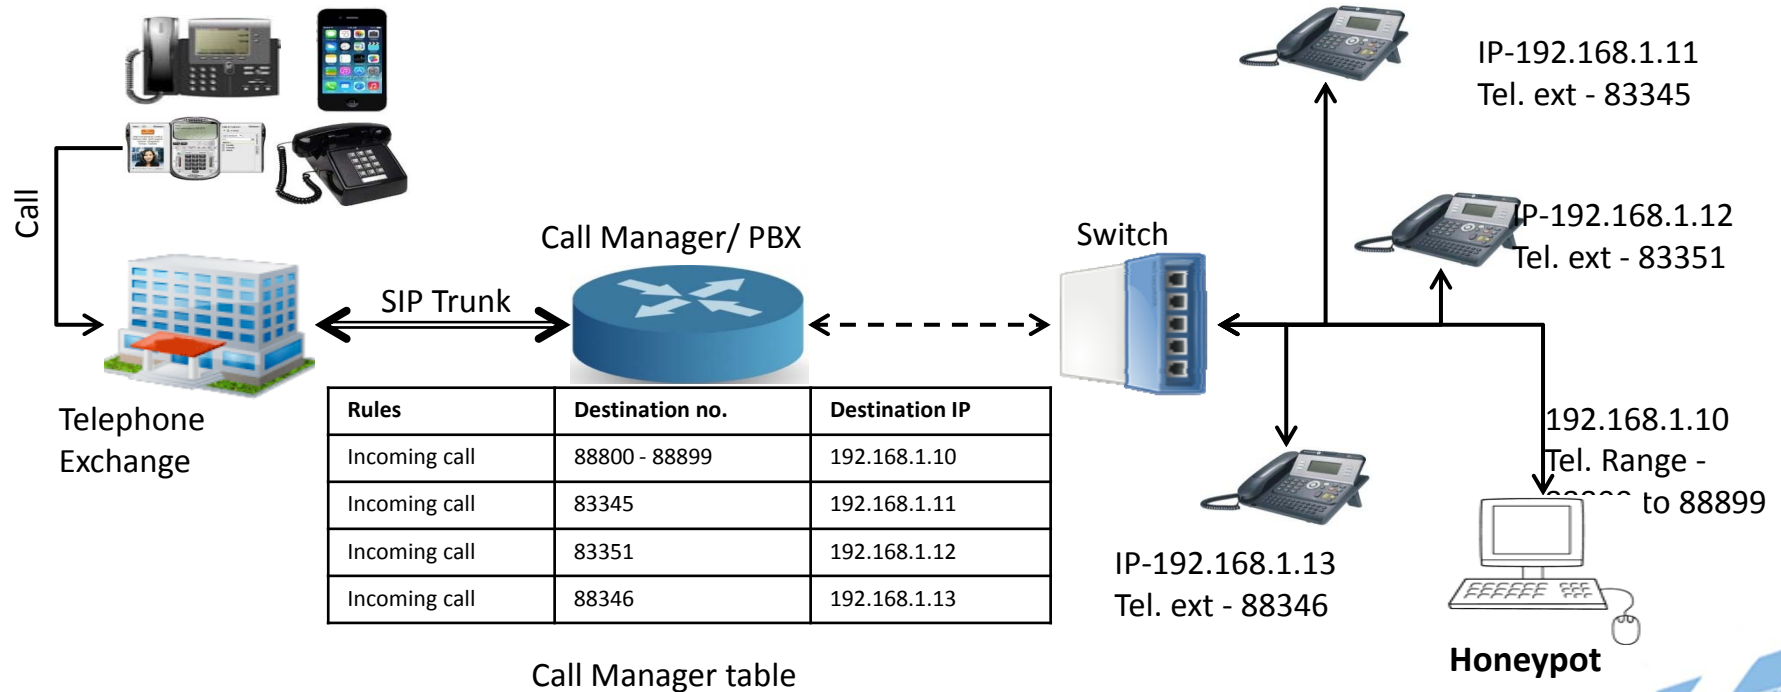 IP-192.168.1.11
Tel. ext - 83345
Call
IP-192.168.1.12
Tel. ext - 83351
Call Manager/ PBX
Switch
SIP Trunk
Telephone
Exchange
Rules Destination no. Destination IP
Incoming call 88800 - 88899 192.168.1.10
Incoming call 83345 192.168.1.11
Incoming call 83351 192.168.1.12
Incoming call 88346 192.168.1.13
Call Manager table
192.168.1.10
Tel. Range -
to 88899
IP-192.168.1.13
Tel. ext - 88346
Honeypot